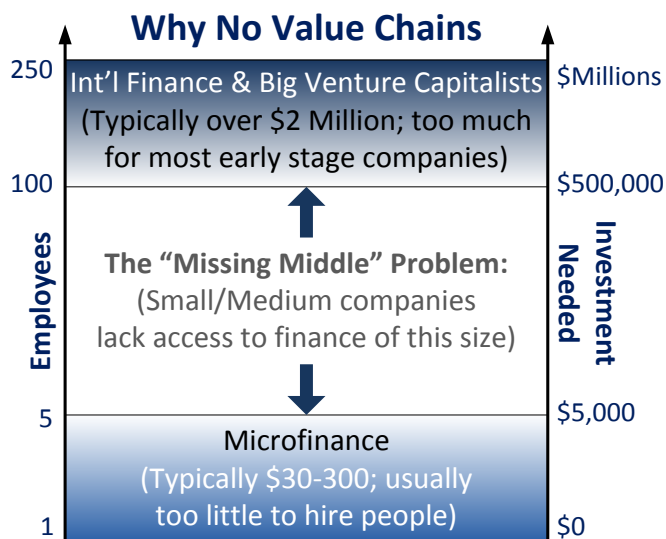 Why No Value Chains
250
Int'l Finance & Big Venture Capitalists
$Millions
(Typically over $2 Million; too much
for most early stage companies)
100
$500,000
Employees
The “Missing Middle” Problem:
(Small/Medium companies
lack access to finance of this size)
Investment
Needed
5
$5,000
Microfinance
(Typically $30-300; usually
too little to hire people)
1
$0